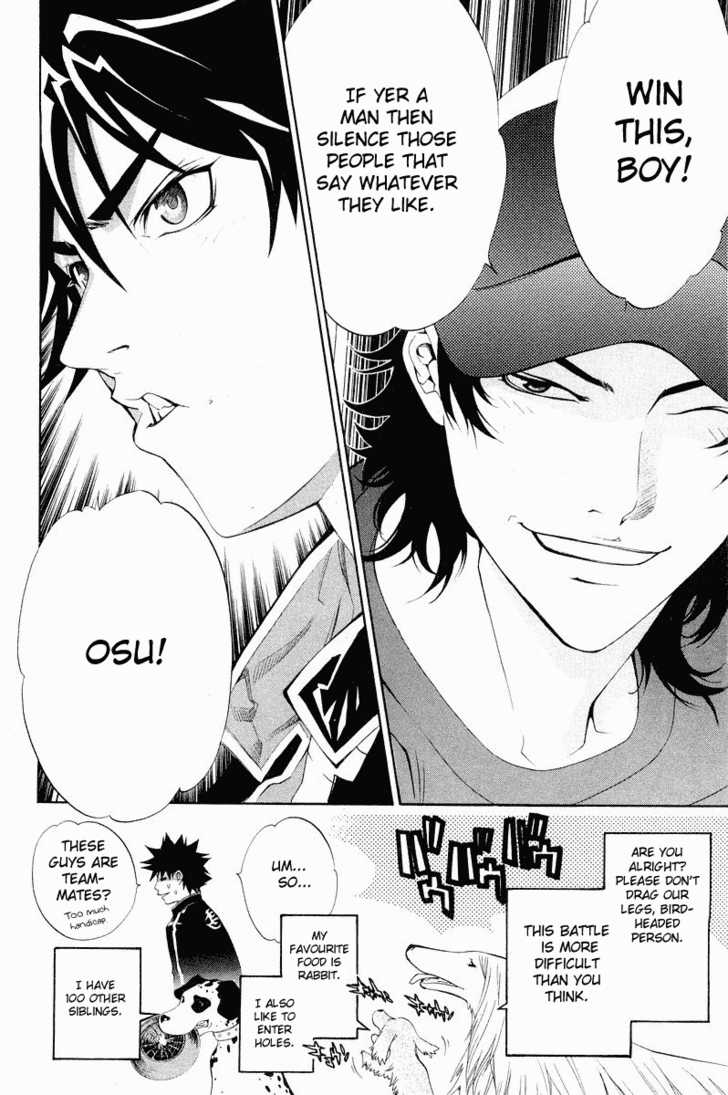 WIN
THIS,
BOY!
IF YER A
MAN THEN
SILENCE THOSE
PEOPLE THAT
SAY WHATEVER
THEY LIKE.
OSU!
ARE YOU
ALRIGHT?
PLEASE DON'T
DRAG OUR
LEGS, BIRD-
HEADED
PERSON.
THIS BATTLE
IS MORE
DIFFICULT
THAN YOU
THINK.
UM...
SO...
MY
FAVOURITE
FOOD IS
RABBIT.
I ALSO
LIKE TO
ENTER
HOLES.
THESE
GUYS ARE
TEAM-
MATES?
Too much
handicap.
I HAVE
100 OTHER
SIBLINGS.